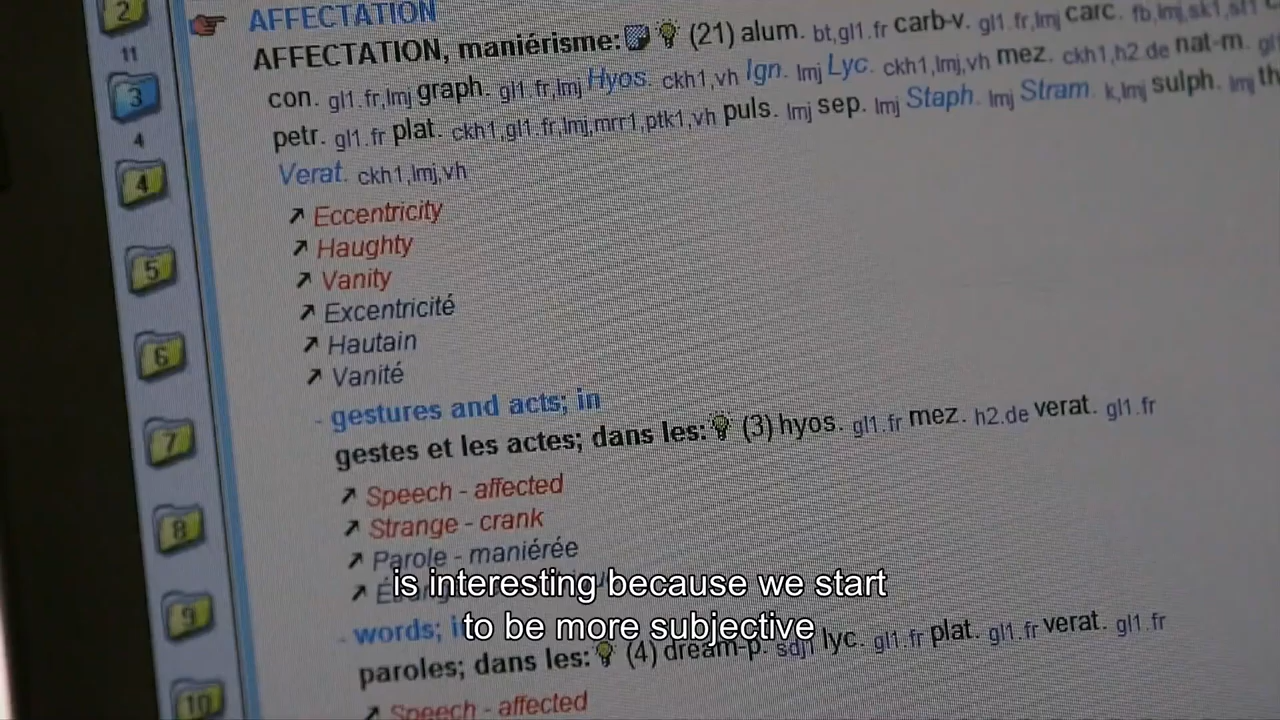 2
AFFECTATION
11
AFFECTATION, maniérisme: (21) alum. bt,gl1.fr carb-v. gl1.fr,lmj carc. fb,lmj,sk1,sf1
3
con. gl1.fr,lmj graph. gl1.fr,lmj Hyos. ckh1,vh Ign. lmj Lyc. ckh1,lmj,vh mez. ckh1,h2.de nat-m.
4
petr. gl1.fr plat. ckh1,gl1.fr,lmj,mrr1,ptk1,vh puls. lmj sep. lmj Staph. lmj Stram. k,lmj sulph. lmj
4
Verat. ckh1,lmj,vh
Eccentricity
Haughty
5
Vanity
Excentricité
6
Hautain
Vanité
gestures and acts; in
7
gestes et les actes; dans les: (3) hyos. gl1.fr mez. h2.de verat. gl1.fr
Speech - affected
8
Strange - crank
Parole - maniérée
is interesting because we start
9
words;
to be more subjective
paroles; dans les: (4) dream-p. sdj1 lyc. gl1.fr plat. gl1.fr verat. gl1.fr
10
Speech - affected